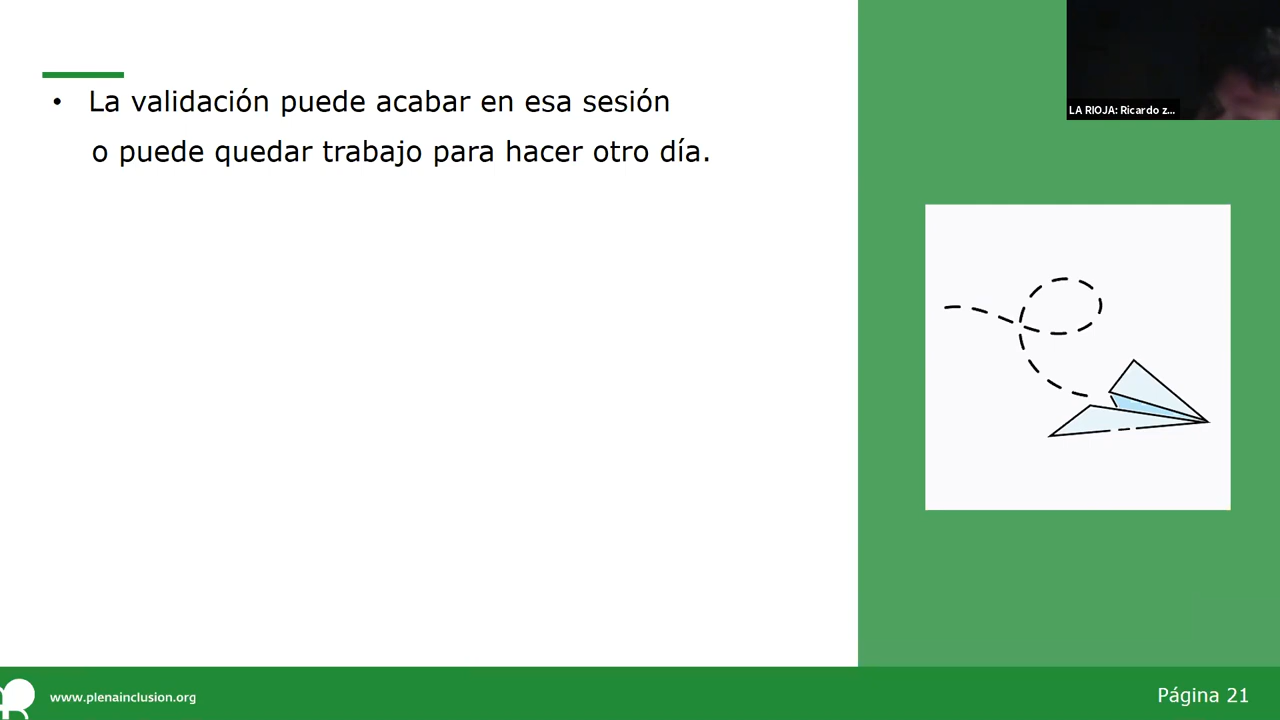 • La validación puede acabar en esa sesión
o puede quedar trabajo para hacer otro día.
LA RIOJA: Ricardo z...
www.plenainclusion.org
Página 21